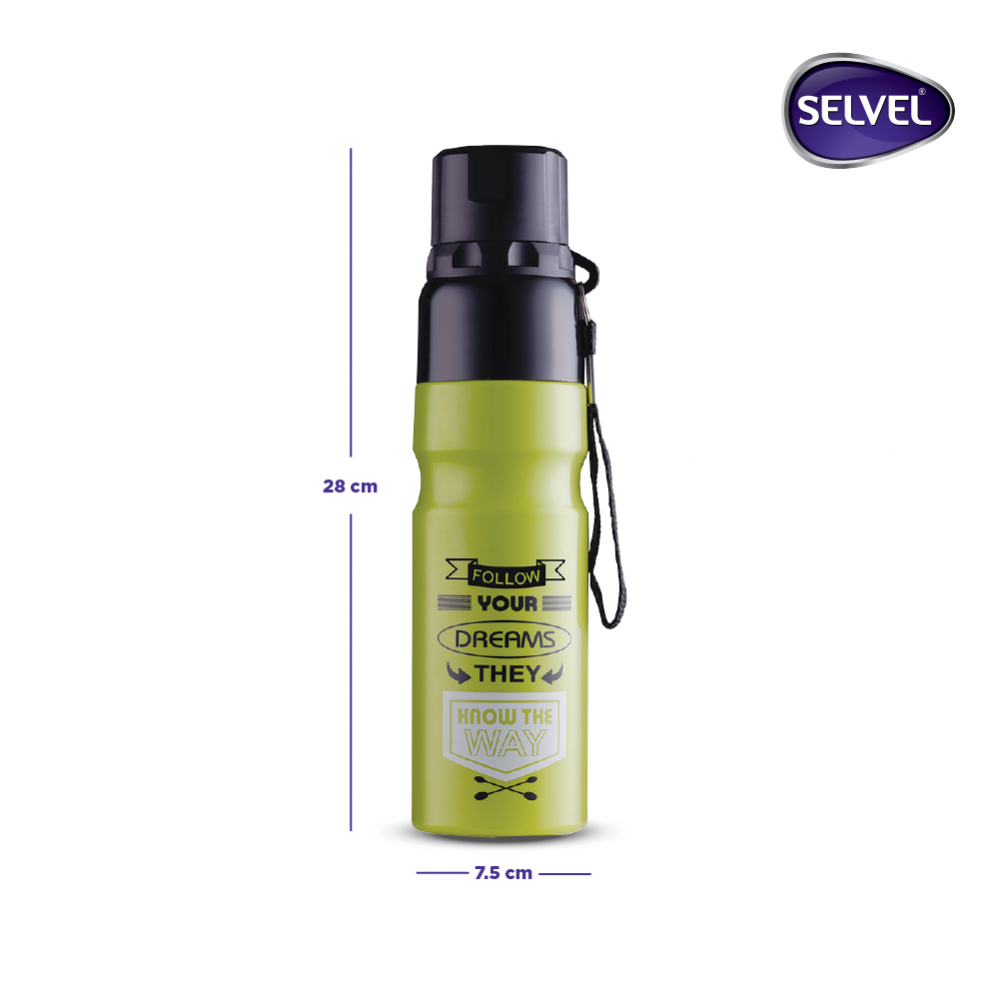 SELVEL®
28 cm
FOLLOW
YOUR
DREAMS
THEY
KNOW THE
WAY
7.5 cm